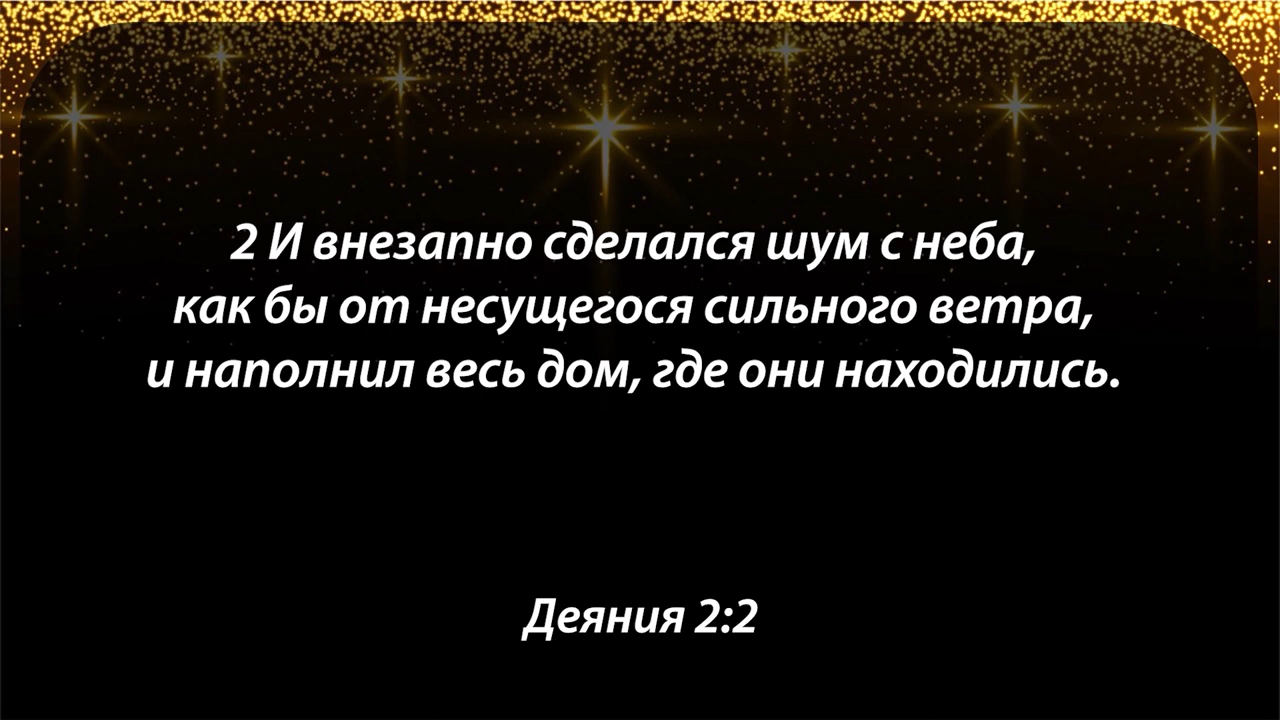 2 И внезапно сделался шум с неба,
как бы от несущегося сильного ветра,
и наполнил весь дом, где они находились.
Деяния 2:2